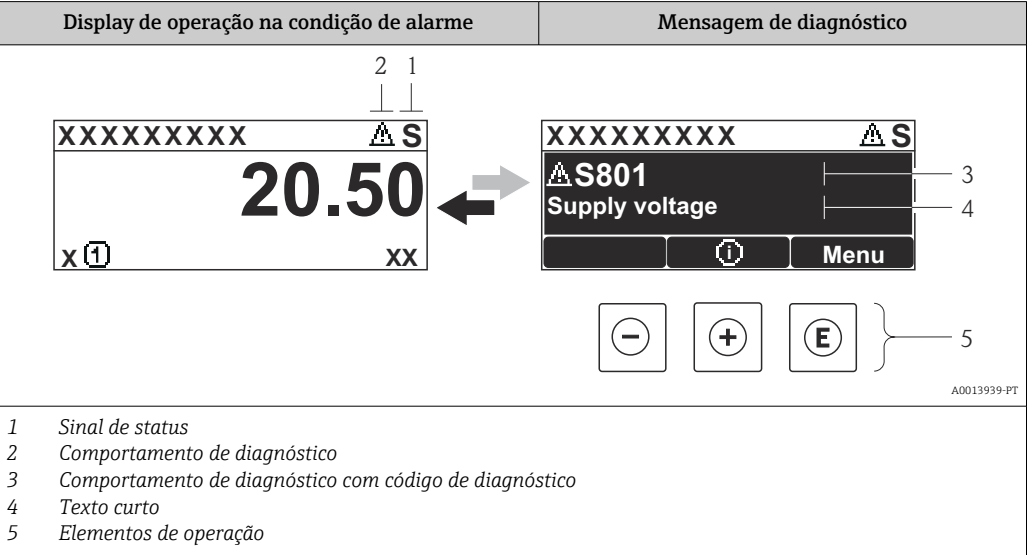 Display de operação na condição de alarme
Mensagem de diagnóstico
2 1
XXXXXXXXX S
20.50
X 1 XX
XXXXXXXXX S
S801 3
Supply voltage 4
i Menu
- + E 5
A0013939-PT
1 Sinal de status
2 Comportamento de diagnóstico
3 Comportamento de diagnóstico com código de diagnóstico
4 Texto curto
5 Elementos de operação